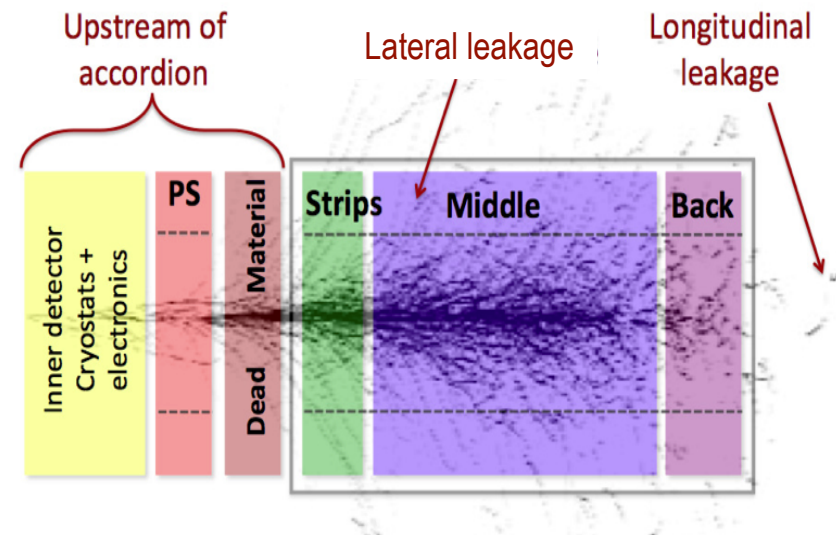 Upstream of
accordion
Lateral leakage
Longitudinal
leakage
Inner detector
Cryostats +
electronics
PS
Dead Material
Strips
Middle
Back